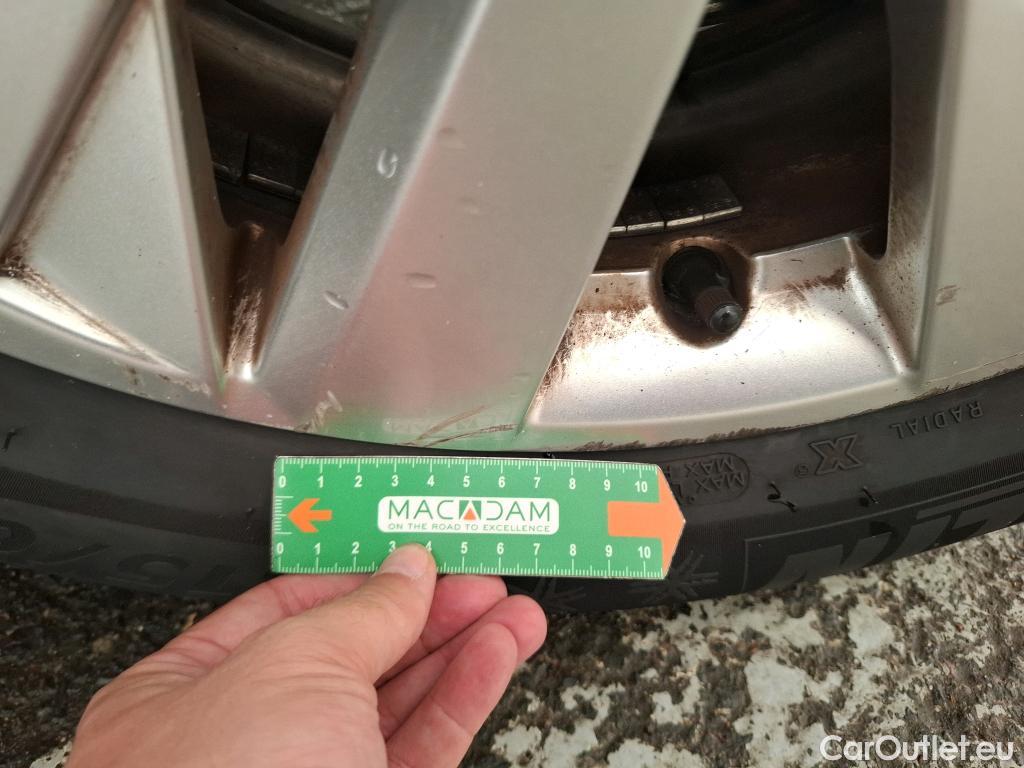 RADIAL
X
MAX
MAX
0 1 2 3 4 5 6 7 8 9 10
MACADAM
ON THE ROAD TO EXCELLENCE
0 1 2 3 4 5 6 7 8 9 10
CarOutlet.eu